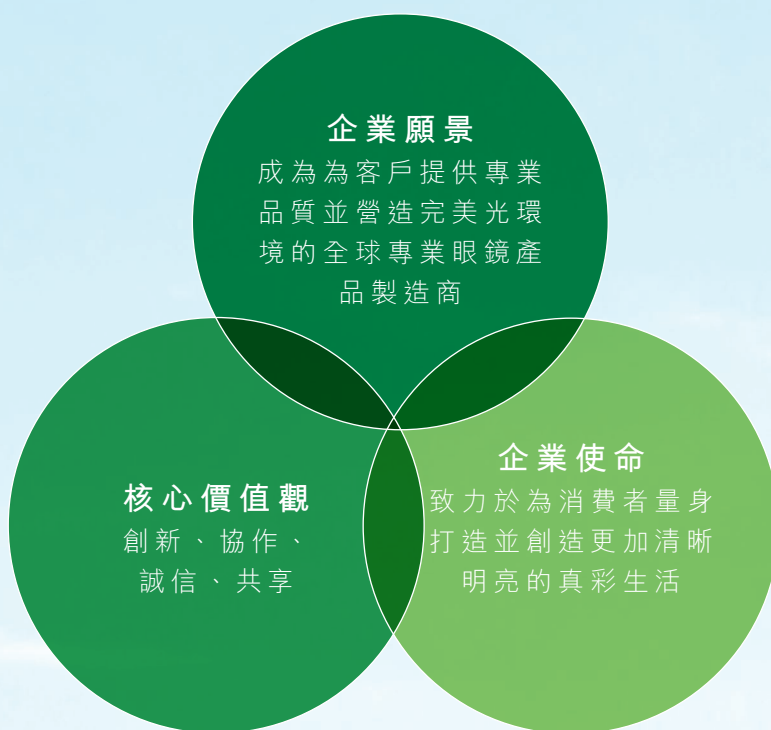 企業願景
成為為客戶提供專業
品質並營造完美光環
境的全球專業眼鏡產
品製造商
核心價值觀
創新、協作、
誠信、共享
企業使命
致力於為消費者量身
打造並創造更加清晰
明亮的真彩生活